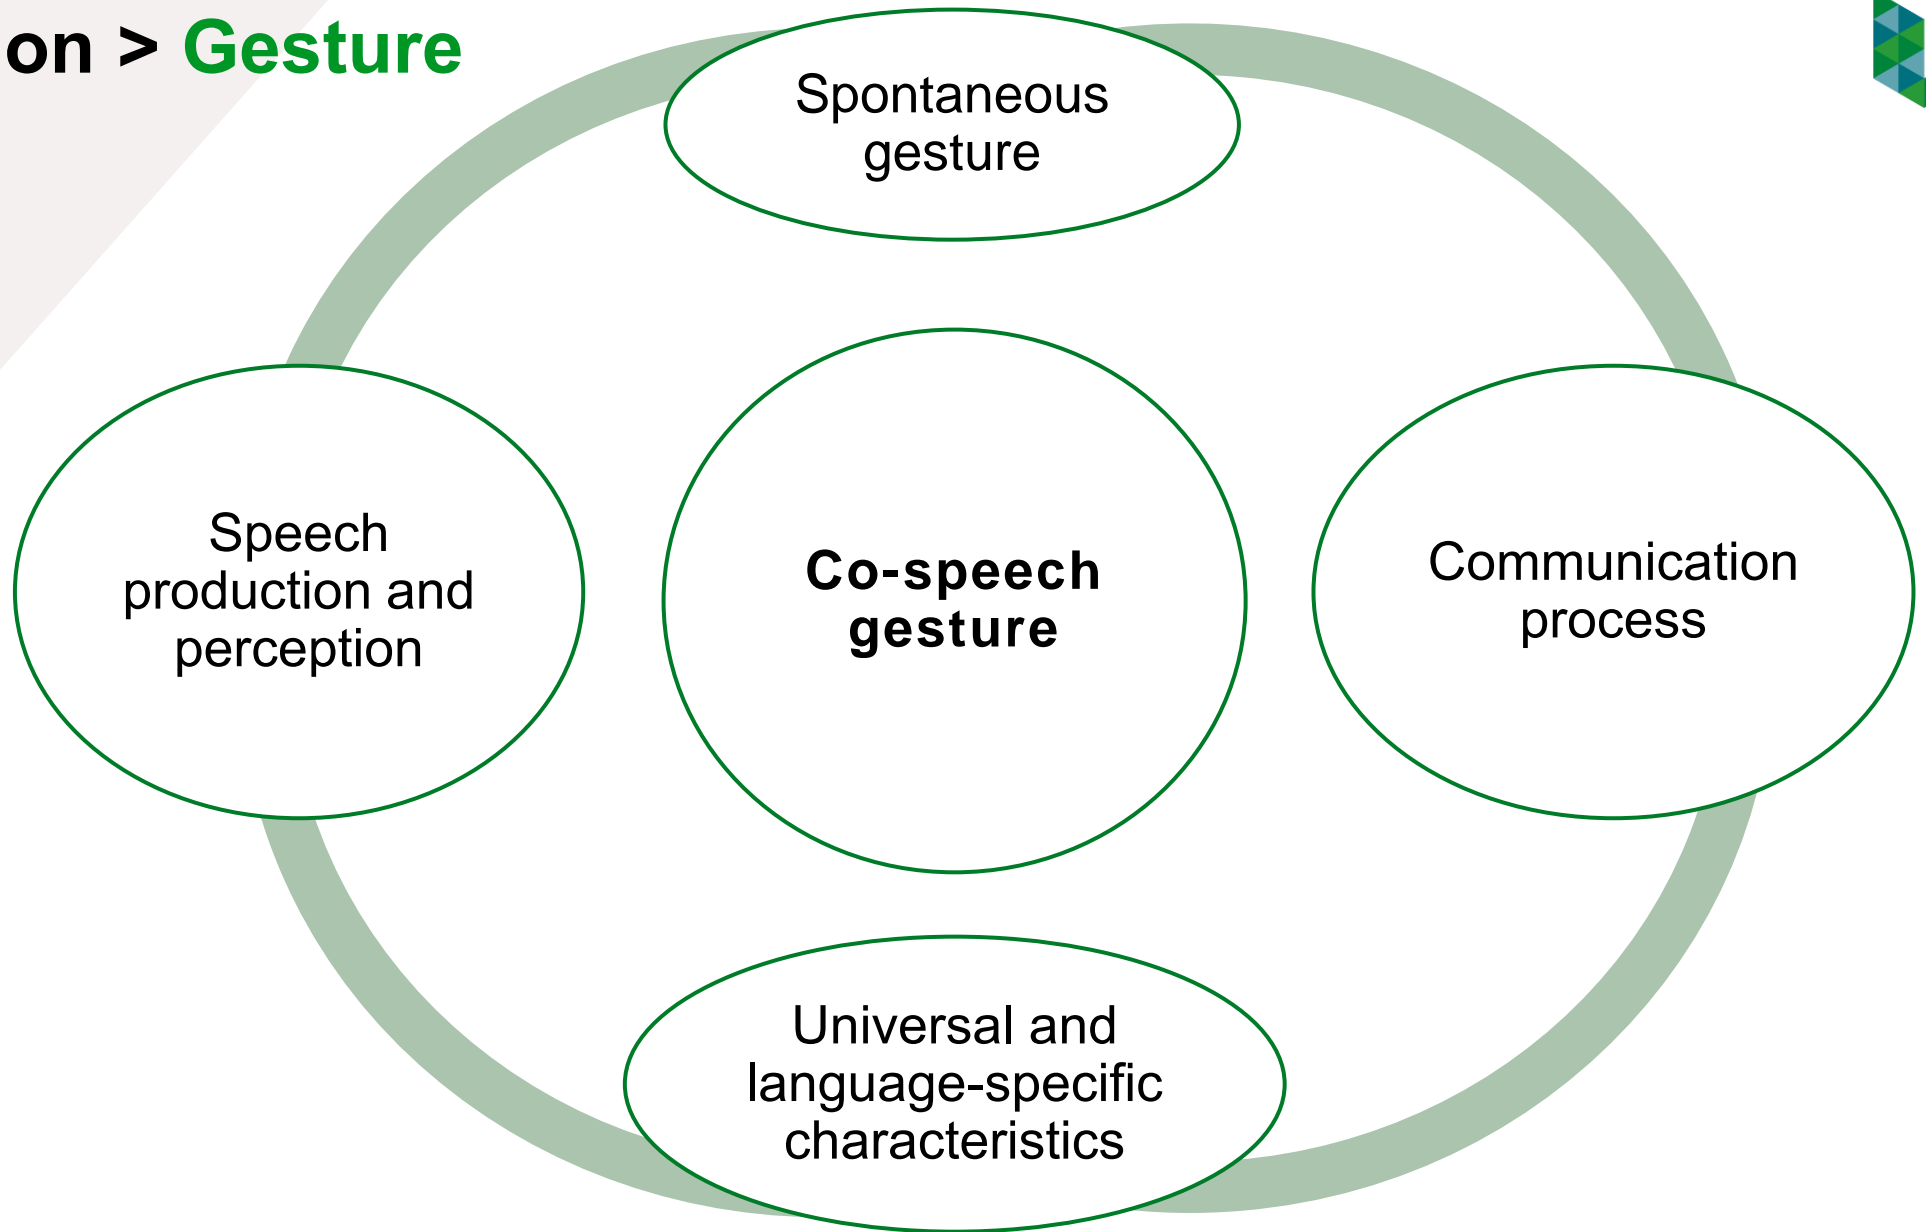 on > Gesture
Spontaneous
gesture
Speech
production and
perception
Co-speech
gesture
Communication
process
Universal and
language-specific
characteristics